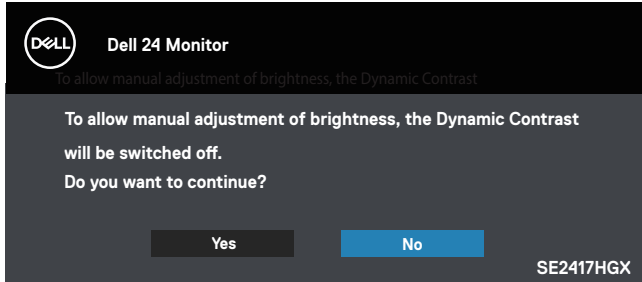 DELL
Dell 24 Monitor
To allow manual adjustment of brightness, the Dynamic Contrast
To allow manual adjustment of brightness, the Dynamic Contrast
will be switched off.
Do you want to continue?
Yes No
SE2417HGX